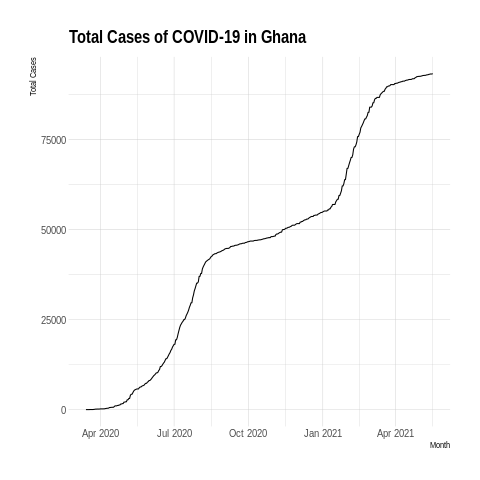 Total Cases of COVID-19 in Ghana
Total Cases
75000
50000
25000
0
Apr 2020 Jul 2020 Oct 2020 Jan 2021 Apr 2021
Month